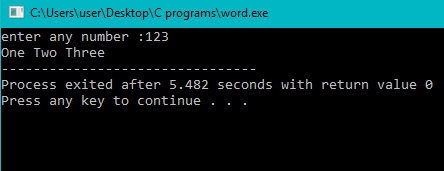 C:\Users\user\Desktop\C programs\word.exe
enter any number :123
One Two Three
--------------------------------
Process exited after 5.482 seconds with return value 0
Press any key to continue . . .